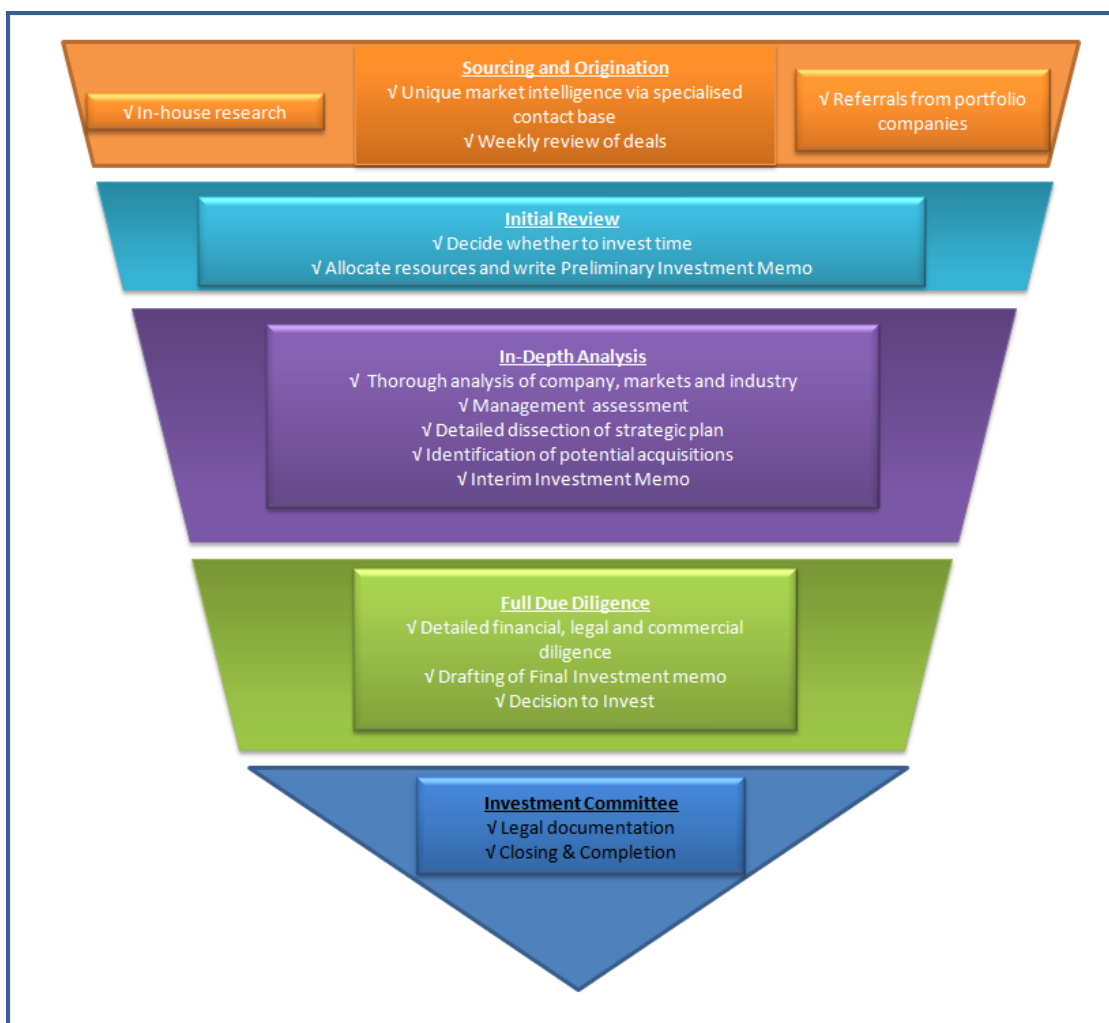 Sourcing and Origination
√ Unique market intelligence via specialised
contact base
√ Weekly review of deals
√ In-house research
√ Referrals from portfolio
companies
Initial Review
√ Decide whether to invest time
√ Allocate resources and write Preliminary Investment Memo
In-Depth Analysis
√ Thorough analysis of company, markets and industry
√ Management assessment
√ Detailed dissection of strategic plan
√ Identification of potential acquisitions
√ Interim Investment Memo
Full Due Diligence
√ Detailed financial, legal and commercial
diligence
√ Drafting of Final Investment memo
√ Decision to Invest
Investment Committee
√ Legal documentation
√ Closing & Completion